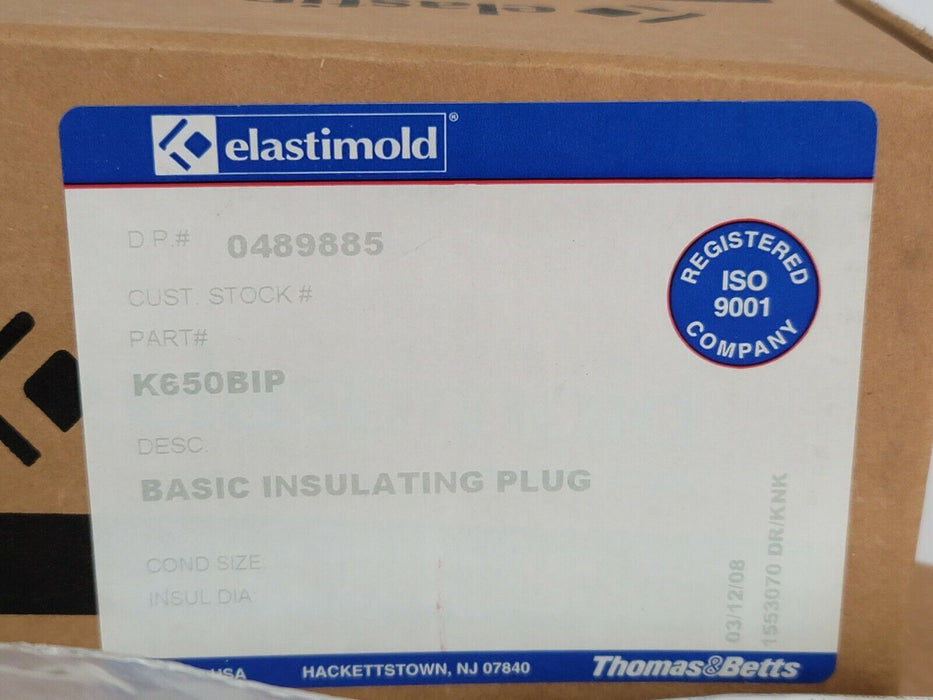 elastimold®
D.P.# 0489885
CUST. STOCK #
PART#
K650BIP
DESC.
BASIC INSULATING PLUG
COND SIZE
INSUL DIA
REGISTERED
ISO
9001
COMPANY
03/12/08
1553070 DR/KNK
USA HACKETTSTOWN, NJ 07840 Thomas&Betts